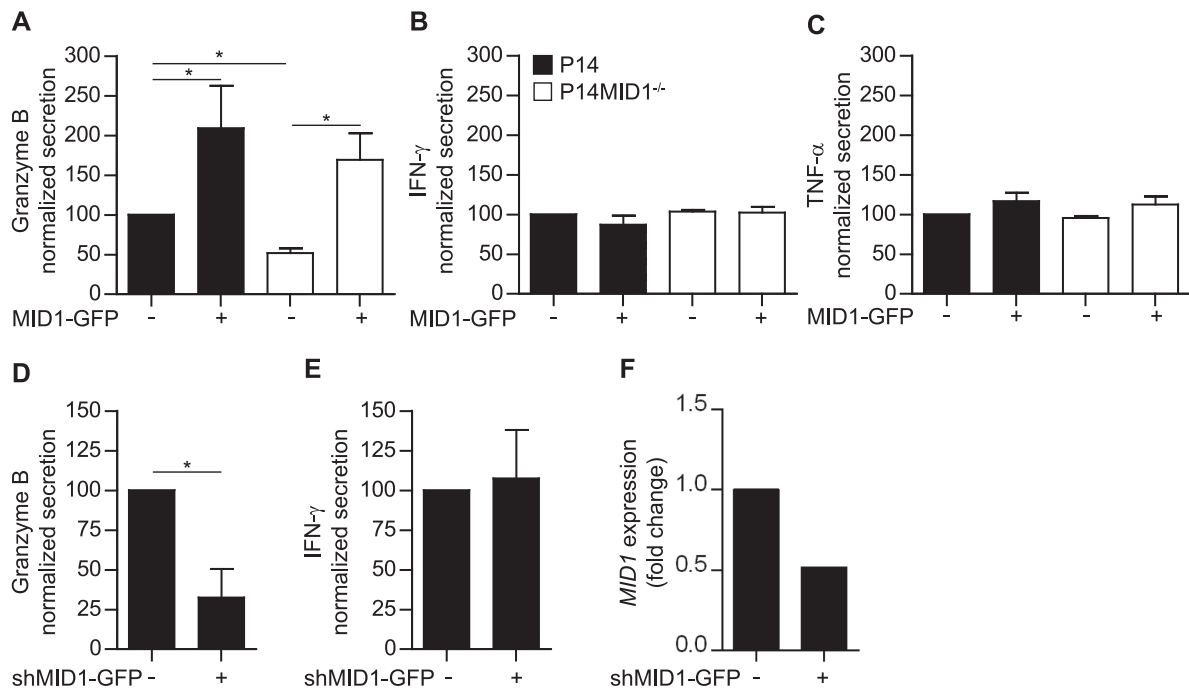 A
Granzyme B
normalized secretion
300
250
200
150
100
50
0
*
*
*
MID1-GFP - + - +
B
IFN-γ
normalized secretion
300
250
200
150
100
50
0
P14
P14MID1-/-
MID1-GFP - + - +
C
TNF-α
normalized secretion
300
250
200
150
100
50
0
MID1-GFP - + - +
D
Granzyme B
normalized secretion
150
125
100
75
50
25
0
*
shMID1-GFP - +
E
IFN-γ
normalized secretion
150
125
100
75
50
25
0
shMID1-GFP - +
F
MID1 expression
(fold change)
1.5
1.0
0.5
0.0
shMID1-GFP - +